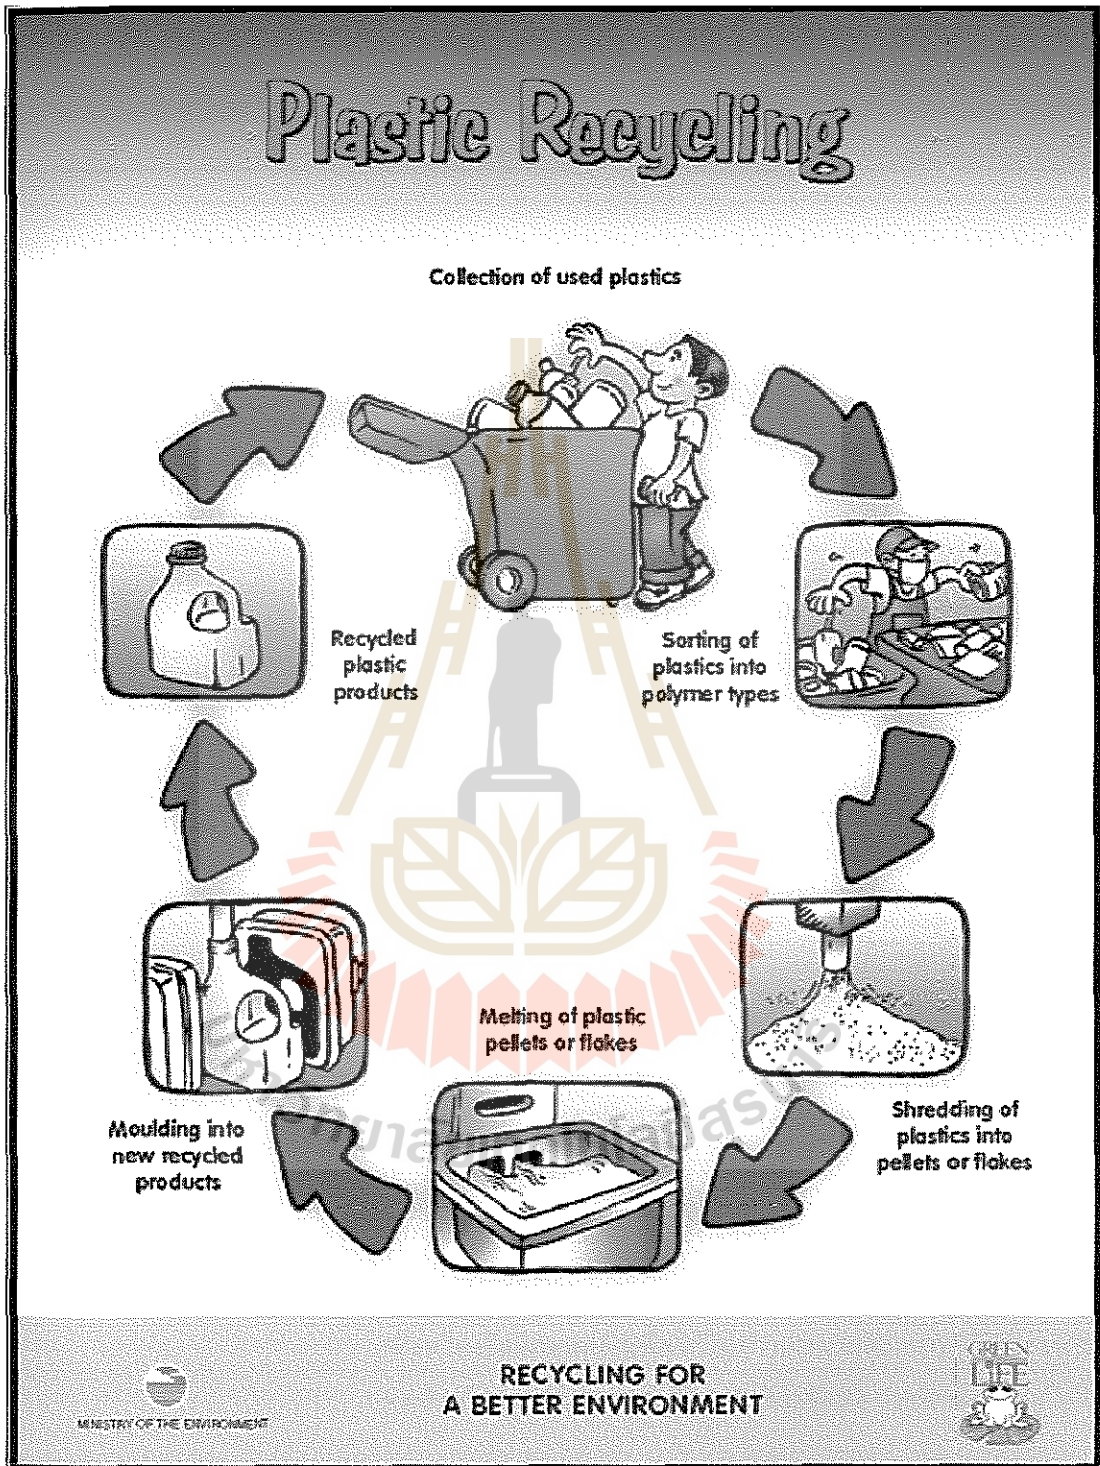 Plastic Recycling
Collection of used plastics
Recycled
plastic
products
Sorting of
plastics into
polymer types
Melting of plastic
pellets or flakes
Shredding of
plastics into
pellets or flakes
Moulding into
new recycled
products
RECYCLING FOR
A BETTER ENVIRONMENT
MINISTRY OF THE ENVIRONMENT
GREEN
LiFE